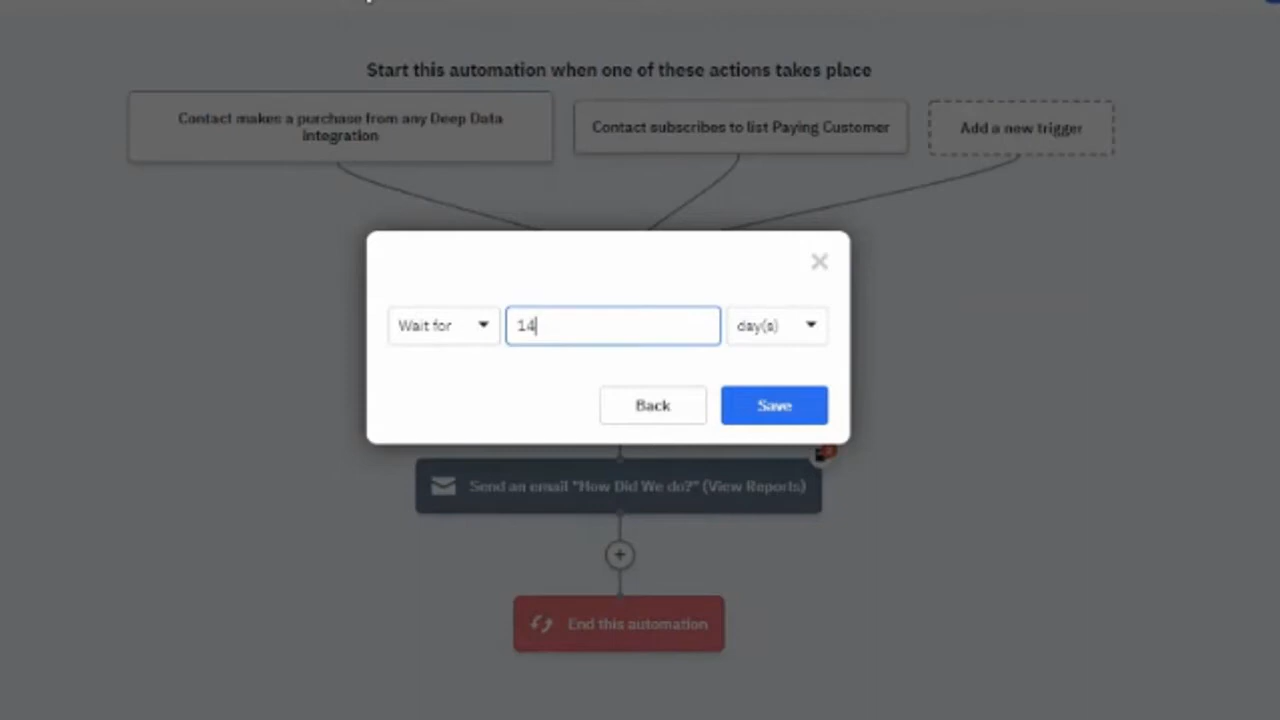 Start this automation when one of these actions takes place
Contact makes a purchase from any Deep Data
integration
Contact subscribes to list Paying Customer
Add a new trigger
Wait for
14
day(s)
Back
Save
Send an email "How Did We do?" (View Reports)
+
End this automation